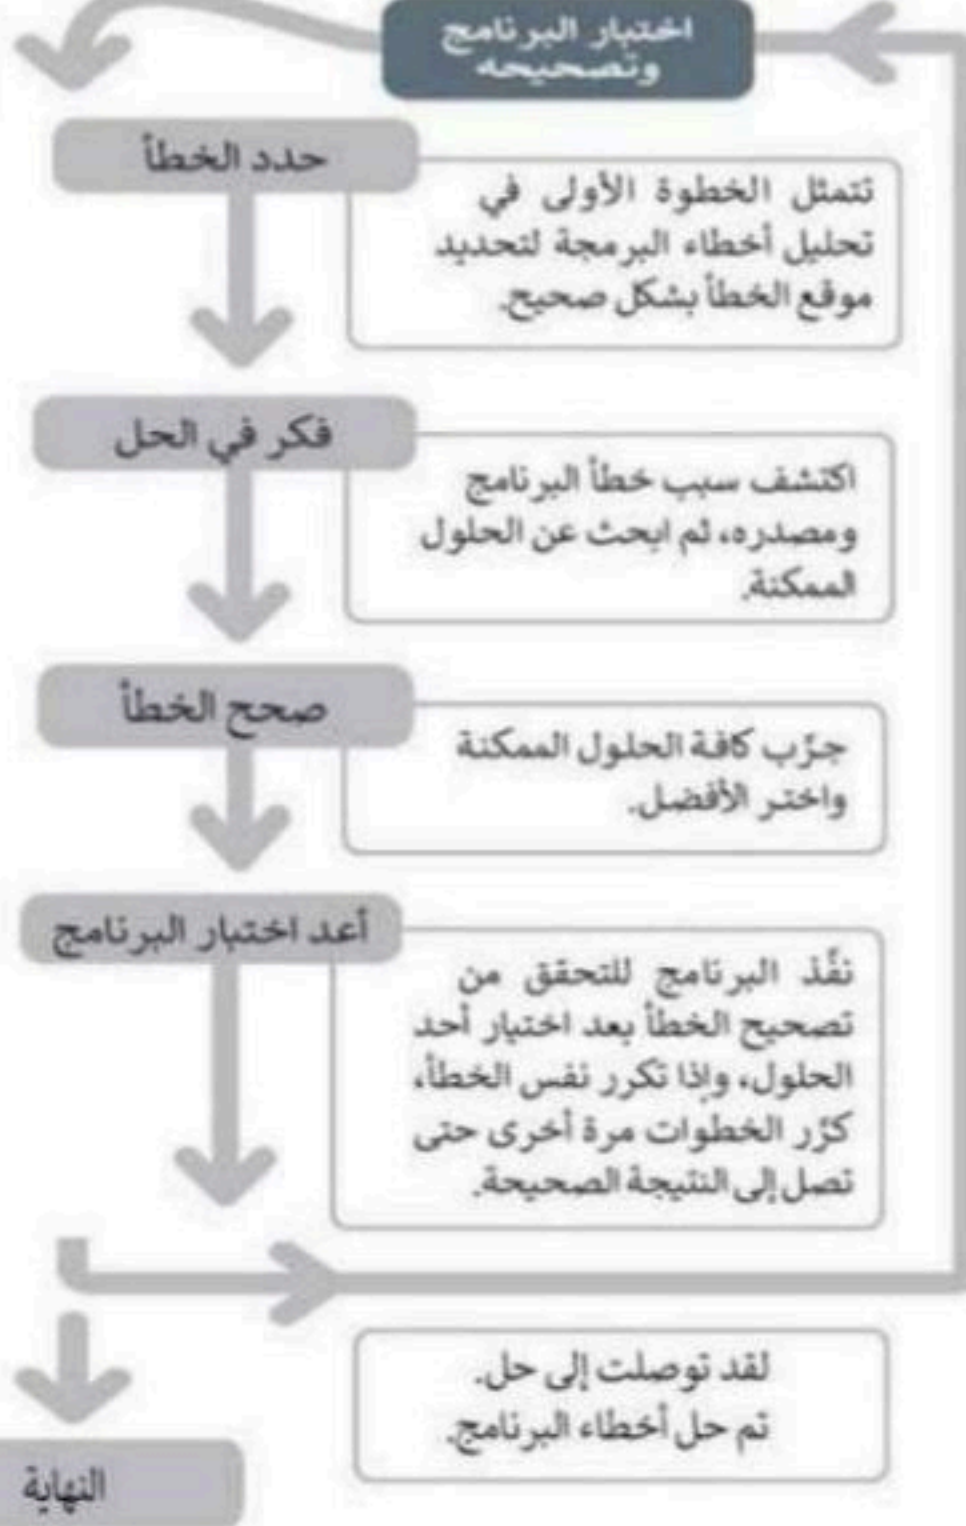 اختبار البرنامج
وتصحيحه
حدد الخطأ
تتمثل الخطوة الأولى في
تحليل أخطاء البرمجة لتحديد
موقع الخطأ بشكل صحيح.
فكر في الحل
اكتشف سبب خطأ البرنامج
ومصدره، ثم ابحث عن الحلول
الممكنة.
صحح الخطأ
جرّب كافة الحلول الممكنة
واختر الأفضل.
أعد اختبار البرنامج
نفّذ البرنامج للتحقق من
تصحيح الخطأ بعد اختيار أحد
الحلول، وإذا تكرر نفس الخطأ،
كرّر الخطوات مرة أخرى حتى
تصل إلى النتيجة الصحيحة.
لقد توصلت إلى حل.
تم حل أخطاء البرنامج.
النهاية